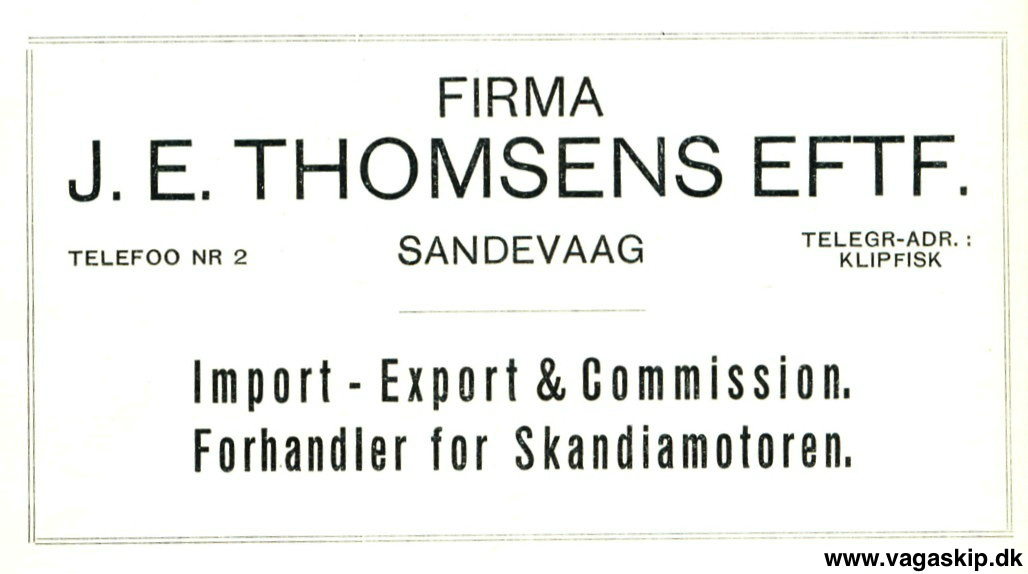 FIRMA
J. E. THOMSENS EFTF.
TELEFOO NR 2
SANDEVAAG
TELEGR-ADR. :
KLIPFISK
Import - Export & Commission.
Forhandler for Skandiamotoren.
www.vagaskip.dk